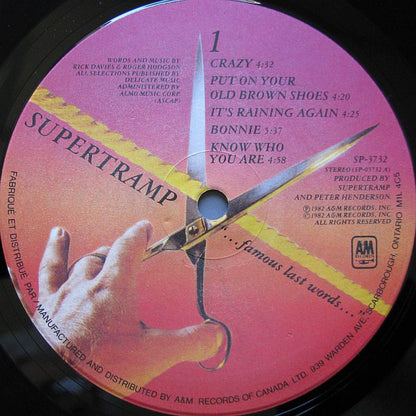 WORDS AND MUSIC BY
RICK DAVIES & ROGER HODGSON
ALL SELECTIONS PUBLISHED BY
DELICATE MUSIC
ADMINISTERED BY
ALMO MUSIC CORP
(ASCAP)
1
CRAZY 4:32
PUT ON YOUR
OLD BROWN SHOES 4:20
IT'S RAINING AGAIN 4:25
BONNIE 5:37
KNOW WHO
YOU ARE 4:58
SUPERTRAMP
SP-3732
STEREO (SP-03732 A)
PRODUCED BY
SUPERTRAMP
AND PETER HENDERSON
℗1982 A&M RECORDS, INC.
©1982 A&M RECORDS, INC.
ALL RIGHTS RESERVED
A&M
RECORDS
"...famous last words..."
FABRIQUE ET DISTRIBUÉ PAR / MANUFACTURED AND DISTRIBUTED BY A&M RECORDS OF CANADA LTD. 939 WARDEN AVE. SCARBOROUGH, ONTARIO M1L 4C5